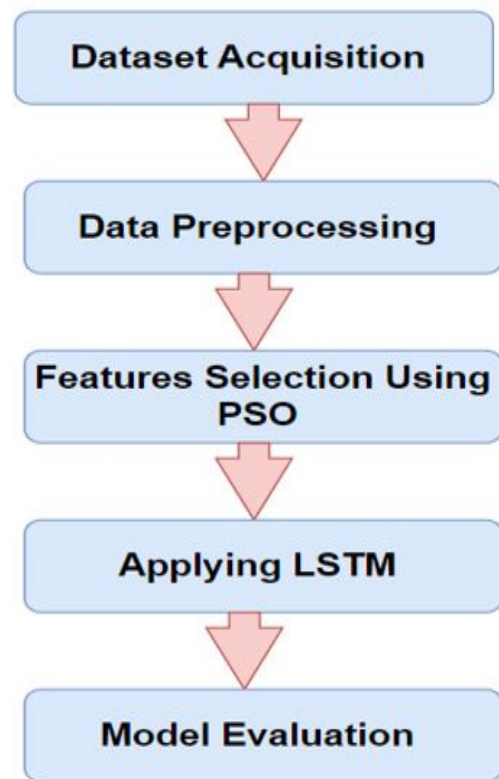 Dataset Acquisition
Data Preprocessing
Features Selection Using
PSO
Applying LSTM
Model Evaluation